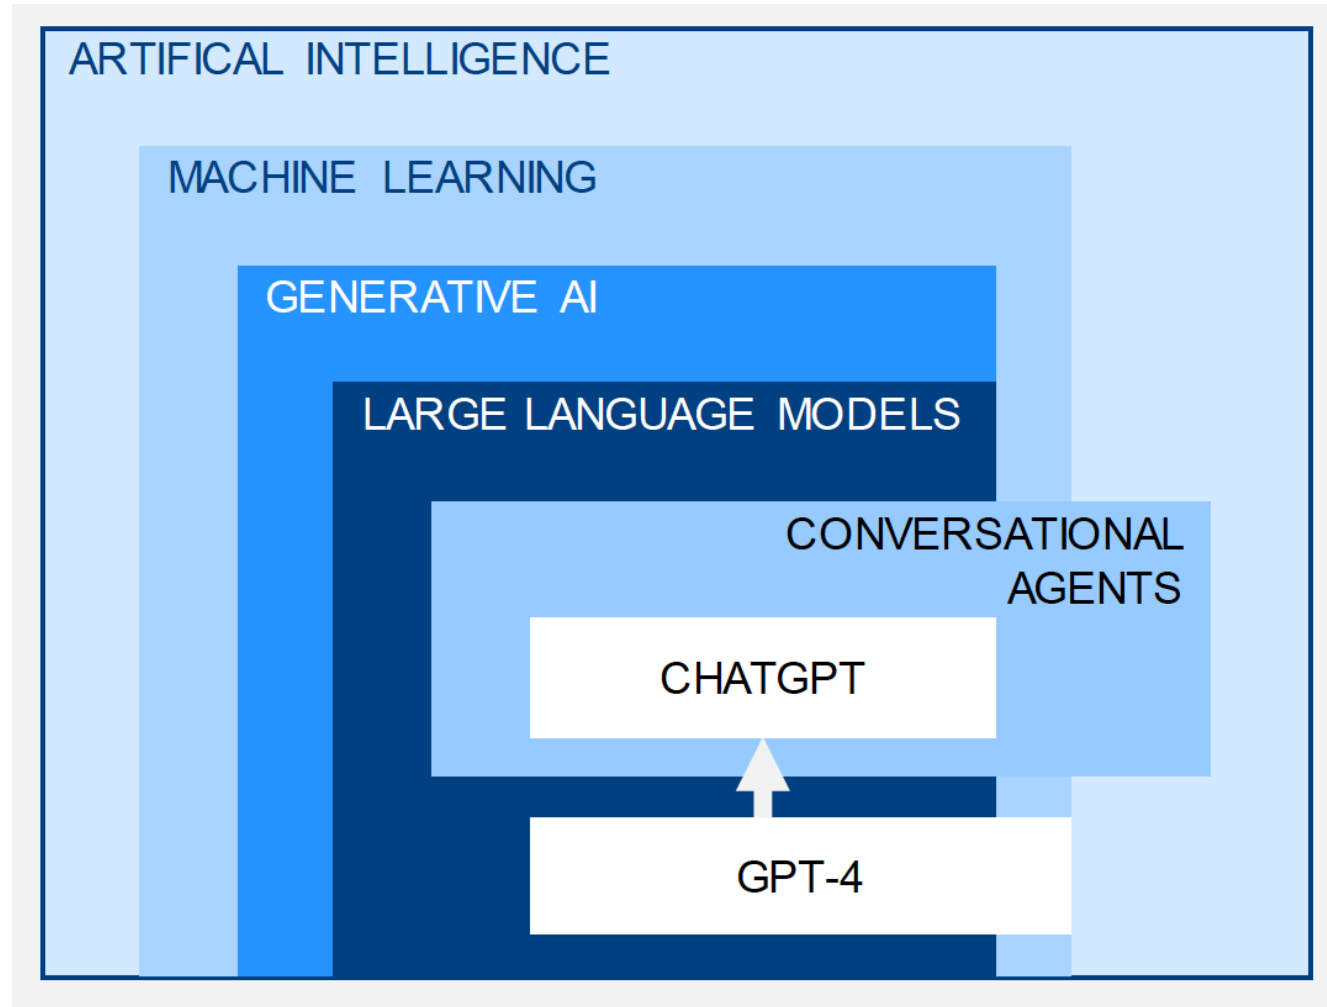 ARTIFICAL INTELLIGENCE
MACHINE LEARNING
GENERATIVE AI
LARGE LANGUAGE MODELS
CONVERSATIONAL
AGENTS
CHATGPT
GPT-4